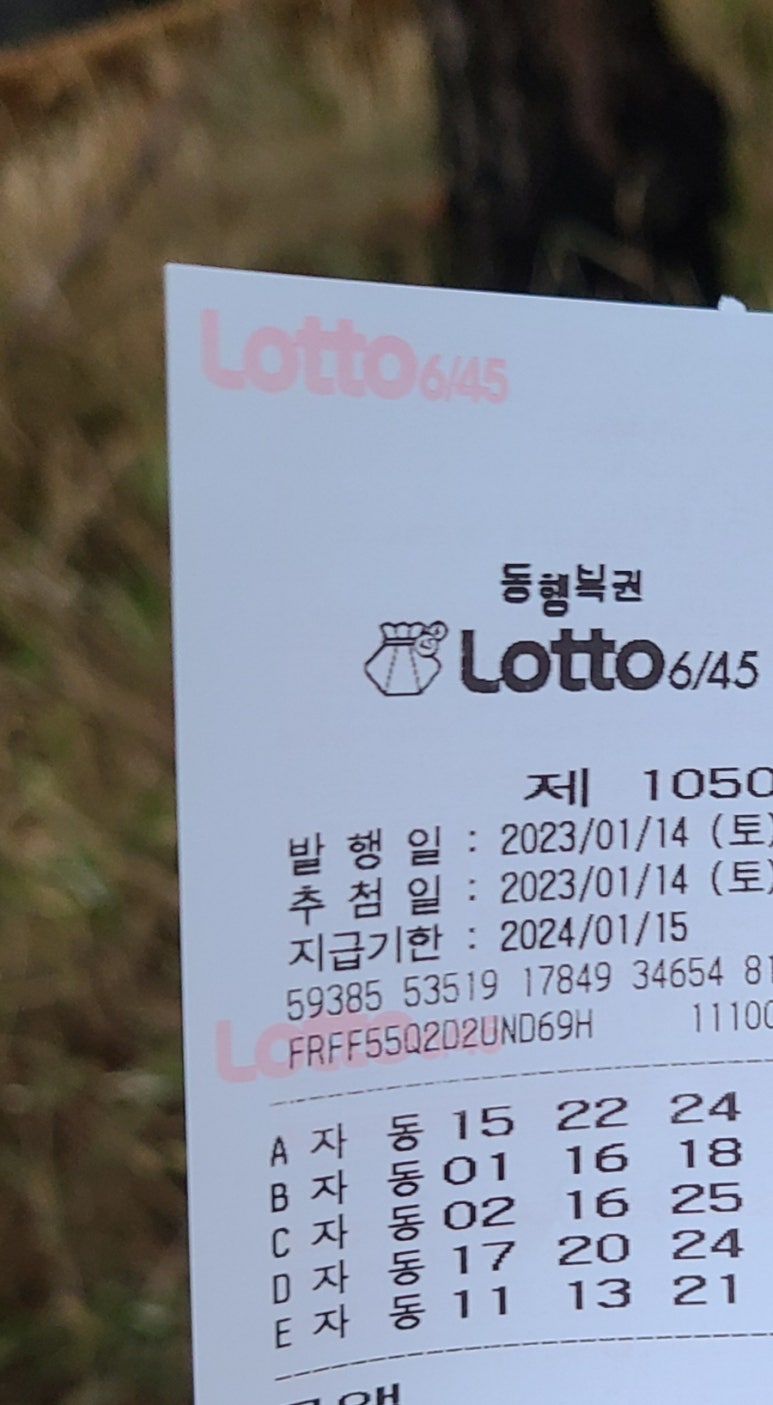 Lotto6/45
동행복권
Lotto6/45
제 1050
발 행 일 : 2023/01/14 (토)
추 첨 일 : 2023/01/14 (토)
지급기한 : 2024/01/15
59385 53519 17849 34654 81
FRFF55Q2D2UND69H 11100
Lotto
A 자 동 15 22 24
B 자 동 01 16 18
C 자 동 02 16 25
D 자 동 17 20 24
E 자 동 11 13 21